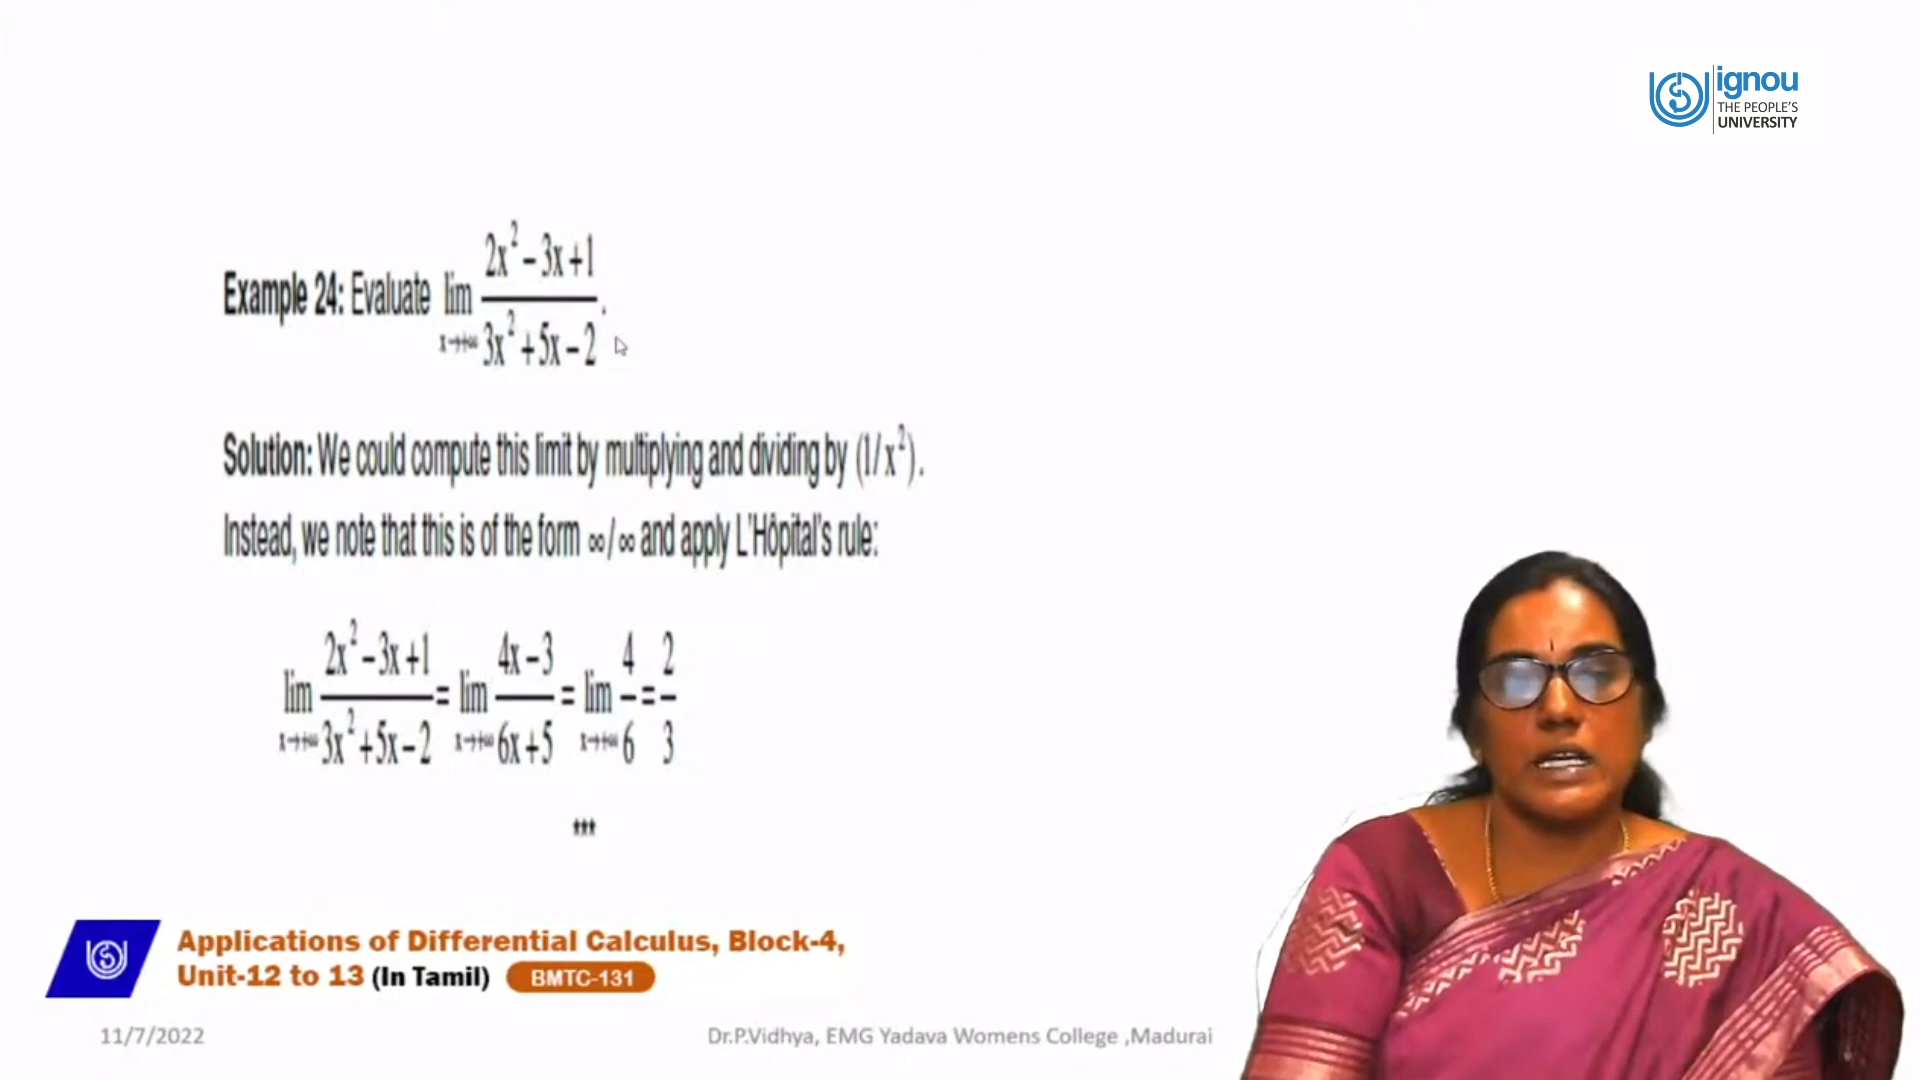 ignou
THE PEOPLE'S
UNIVERSITY
Example 24: Evaluate lim x→+∞ (2x² − 3x + 1)/(3x² + 5x − 2).
Solution: We could compute this limit by multiplying and dividing by (1/x²).
Instead, we note that this is of the form ∞/∞ and apply L'Hôpital's rule:
lim x→+∞ (2x² − 3x + 1)/(3x² + 5x − 2) = lim x→+∞ (4x − 3)/(6x + 5) = lim x→+∞ 4/6 = 2/3
***
Applications of Differential Calculus, Block-4,
Unit-12 to 13 (In Tamil) BMTC-131
11/7/2022
Dr.P.Vidhya, EMG Yadava Womens College ,Madurai